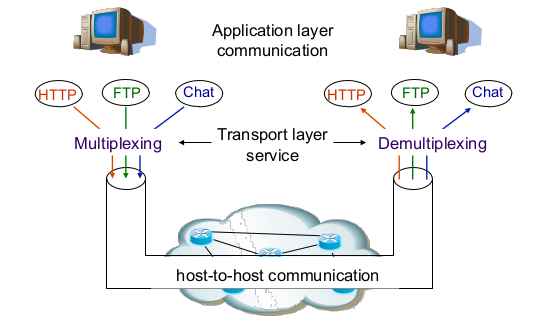 Application layer
communication
HTTP
FTP
Chat
HTTP
FTP
Chat
Multiplexing
Transport layer
service
Demultiplexing
host-to-host communication